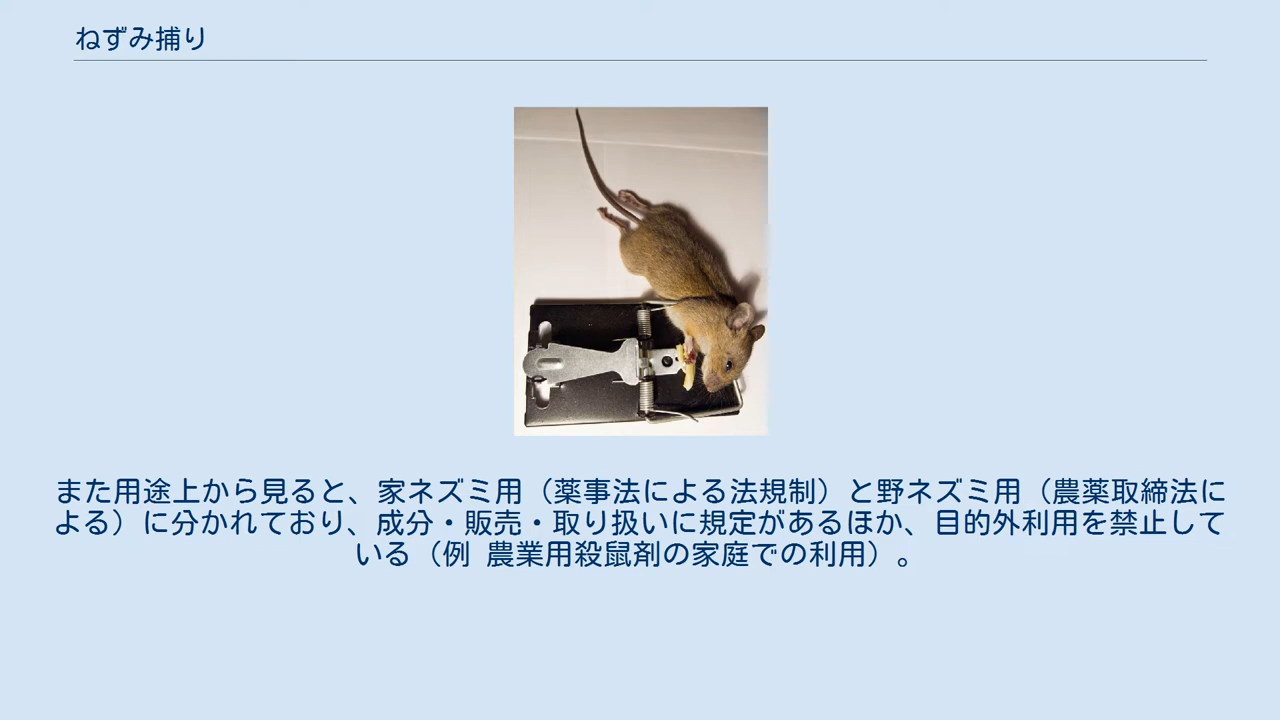 ねずみ捕り
また用途上から見ると、家ネズミ用（薬事法による法規制）と野ネズミ用（農薬取締法に
よる）に分かれており、成分・販売・取り扱いに規定があるほか、目的外利用を禁止して
いる（例 農業用殺鼠剤の家庭での利用）。